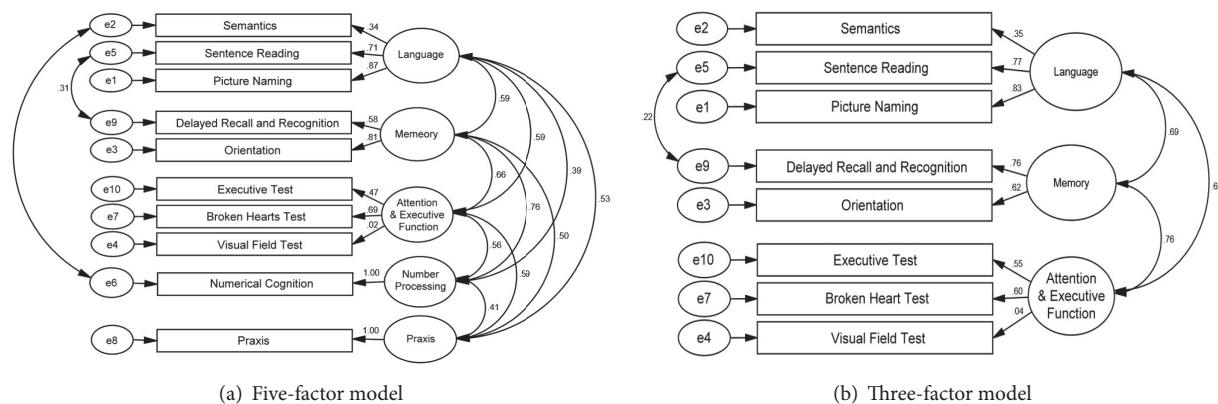 e2
Semantics
.34
Language
e5
Sentence Reading
.71
e1
Picture Naming
.87
.31
.59
e9
Delayed Recall and Recognition
.58
Memeory
.59
e3
Orientation
.81
.66
.39
e10
Executive Test
.47
.76
.53
e7
Broken Hearts Test
.69
Attention
& Executive
Function
.50
e4
Visual Field Test
.02
.56
e6
Numerical Cognition
1.00
Number
Processing
.59
.41
e8
Praxis
1.00
Praxis
(a) Five-factor model
e2
Semantics
.35
Language
e5
Sentence Reading
.77
e1
Picture Naming
.83
.22
.69
e9
Delayed Recall and Recognition
.76
Memory
.6
e3
Orientation
.62
.76
e10
Executive Test
.55
Attention
& Executive
Function
e7
Broken Heart Test
.60
e4
Visual Field Test
.04
(b) Three-factor model